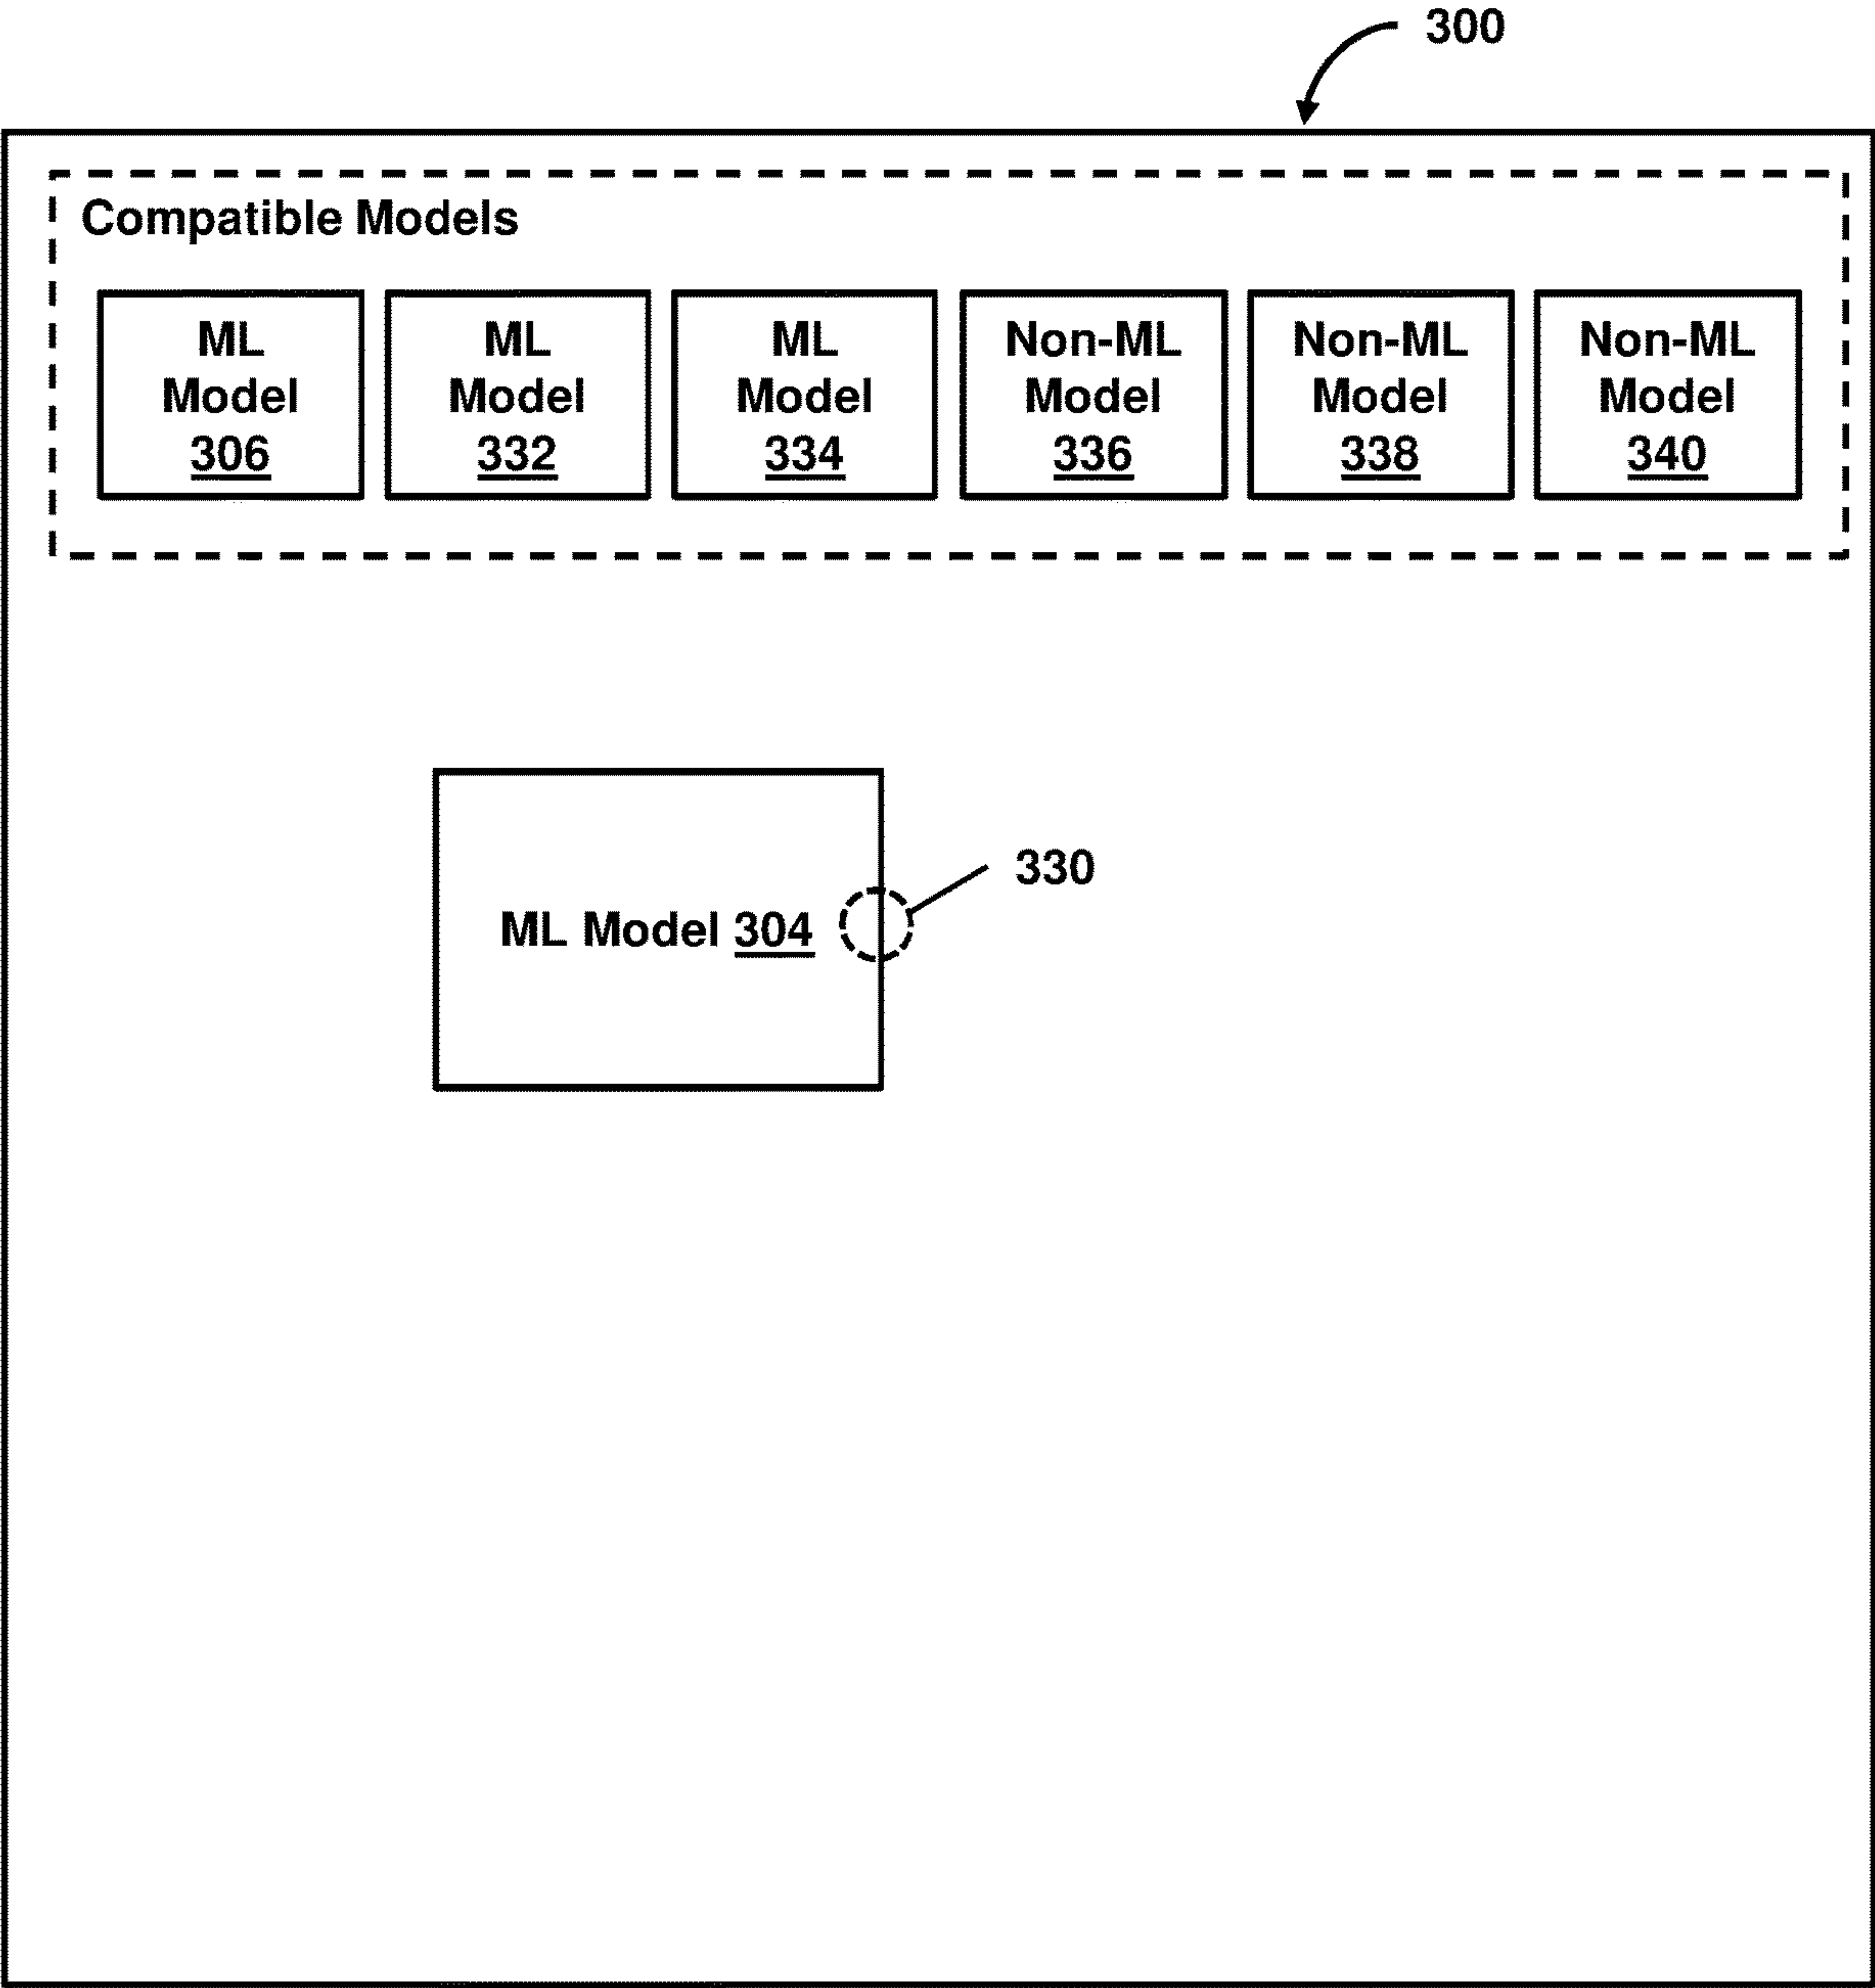 300
Compatible Models
ML
Model
306
ML
Model
332
ML
Model
334
Non-ML
Model
336
Non-ML
Model
338
Non-ML
Model
340
330
ML Model 304